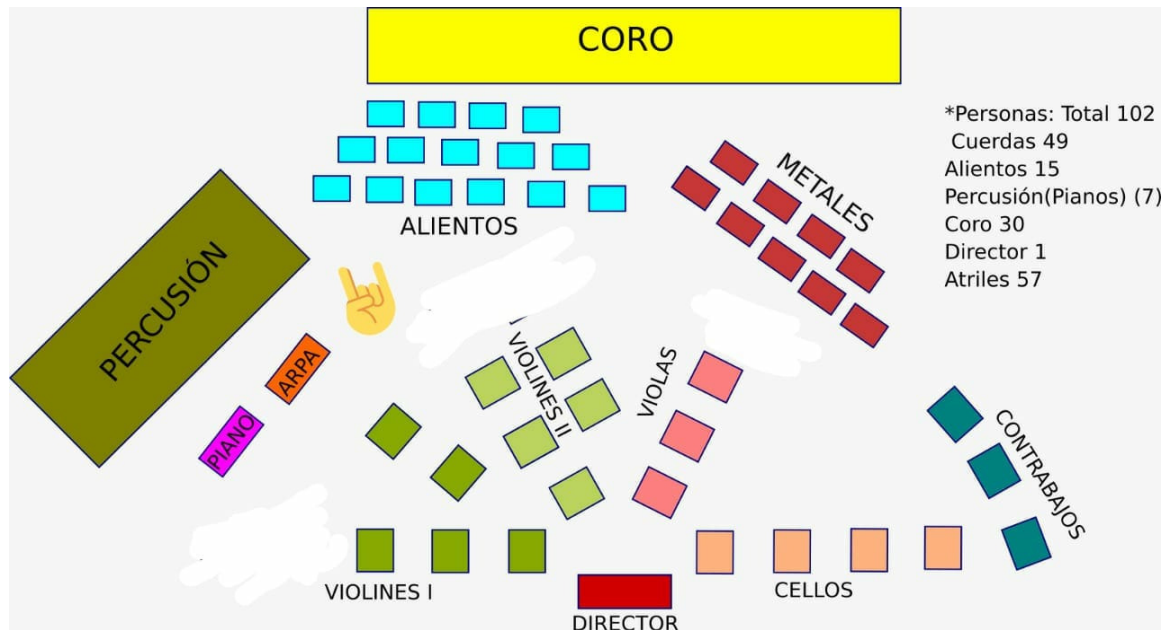 CORO
*Personas: Total 102
Cuerdas 49
Alientos 15
Percusión(Pianos) (7)
Coro 30
Director 1
Atriles 57
METALES
ALIENTOS
PERCUSIÓN
ARPA
PIANO
VIOLINES II
VIOLAS
CONTRABAJOS
VIOLINES I
CELLOS
DIRECTOR